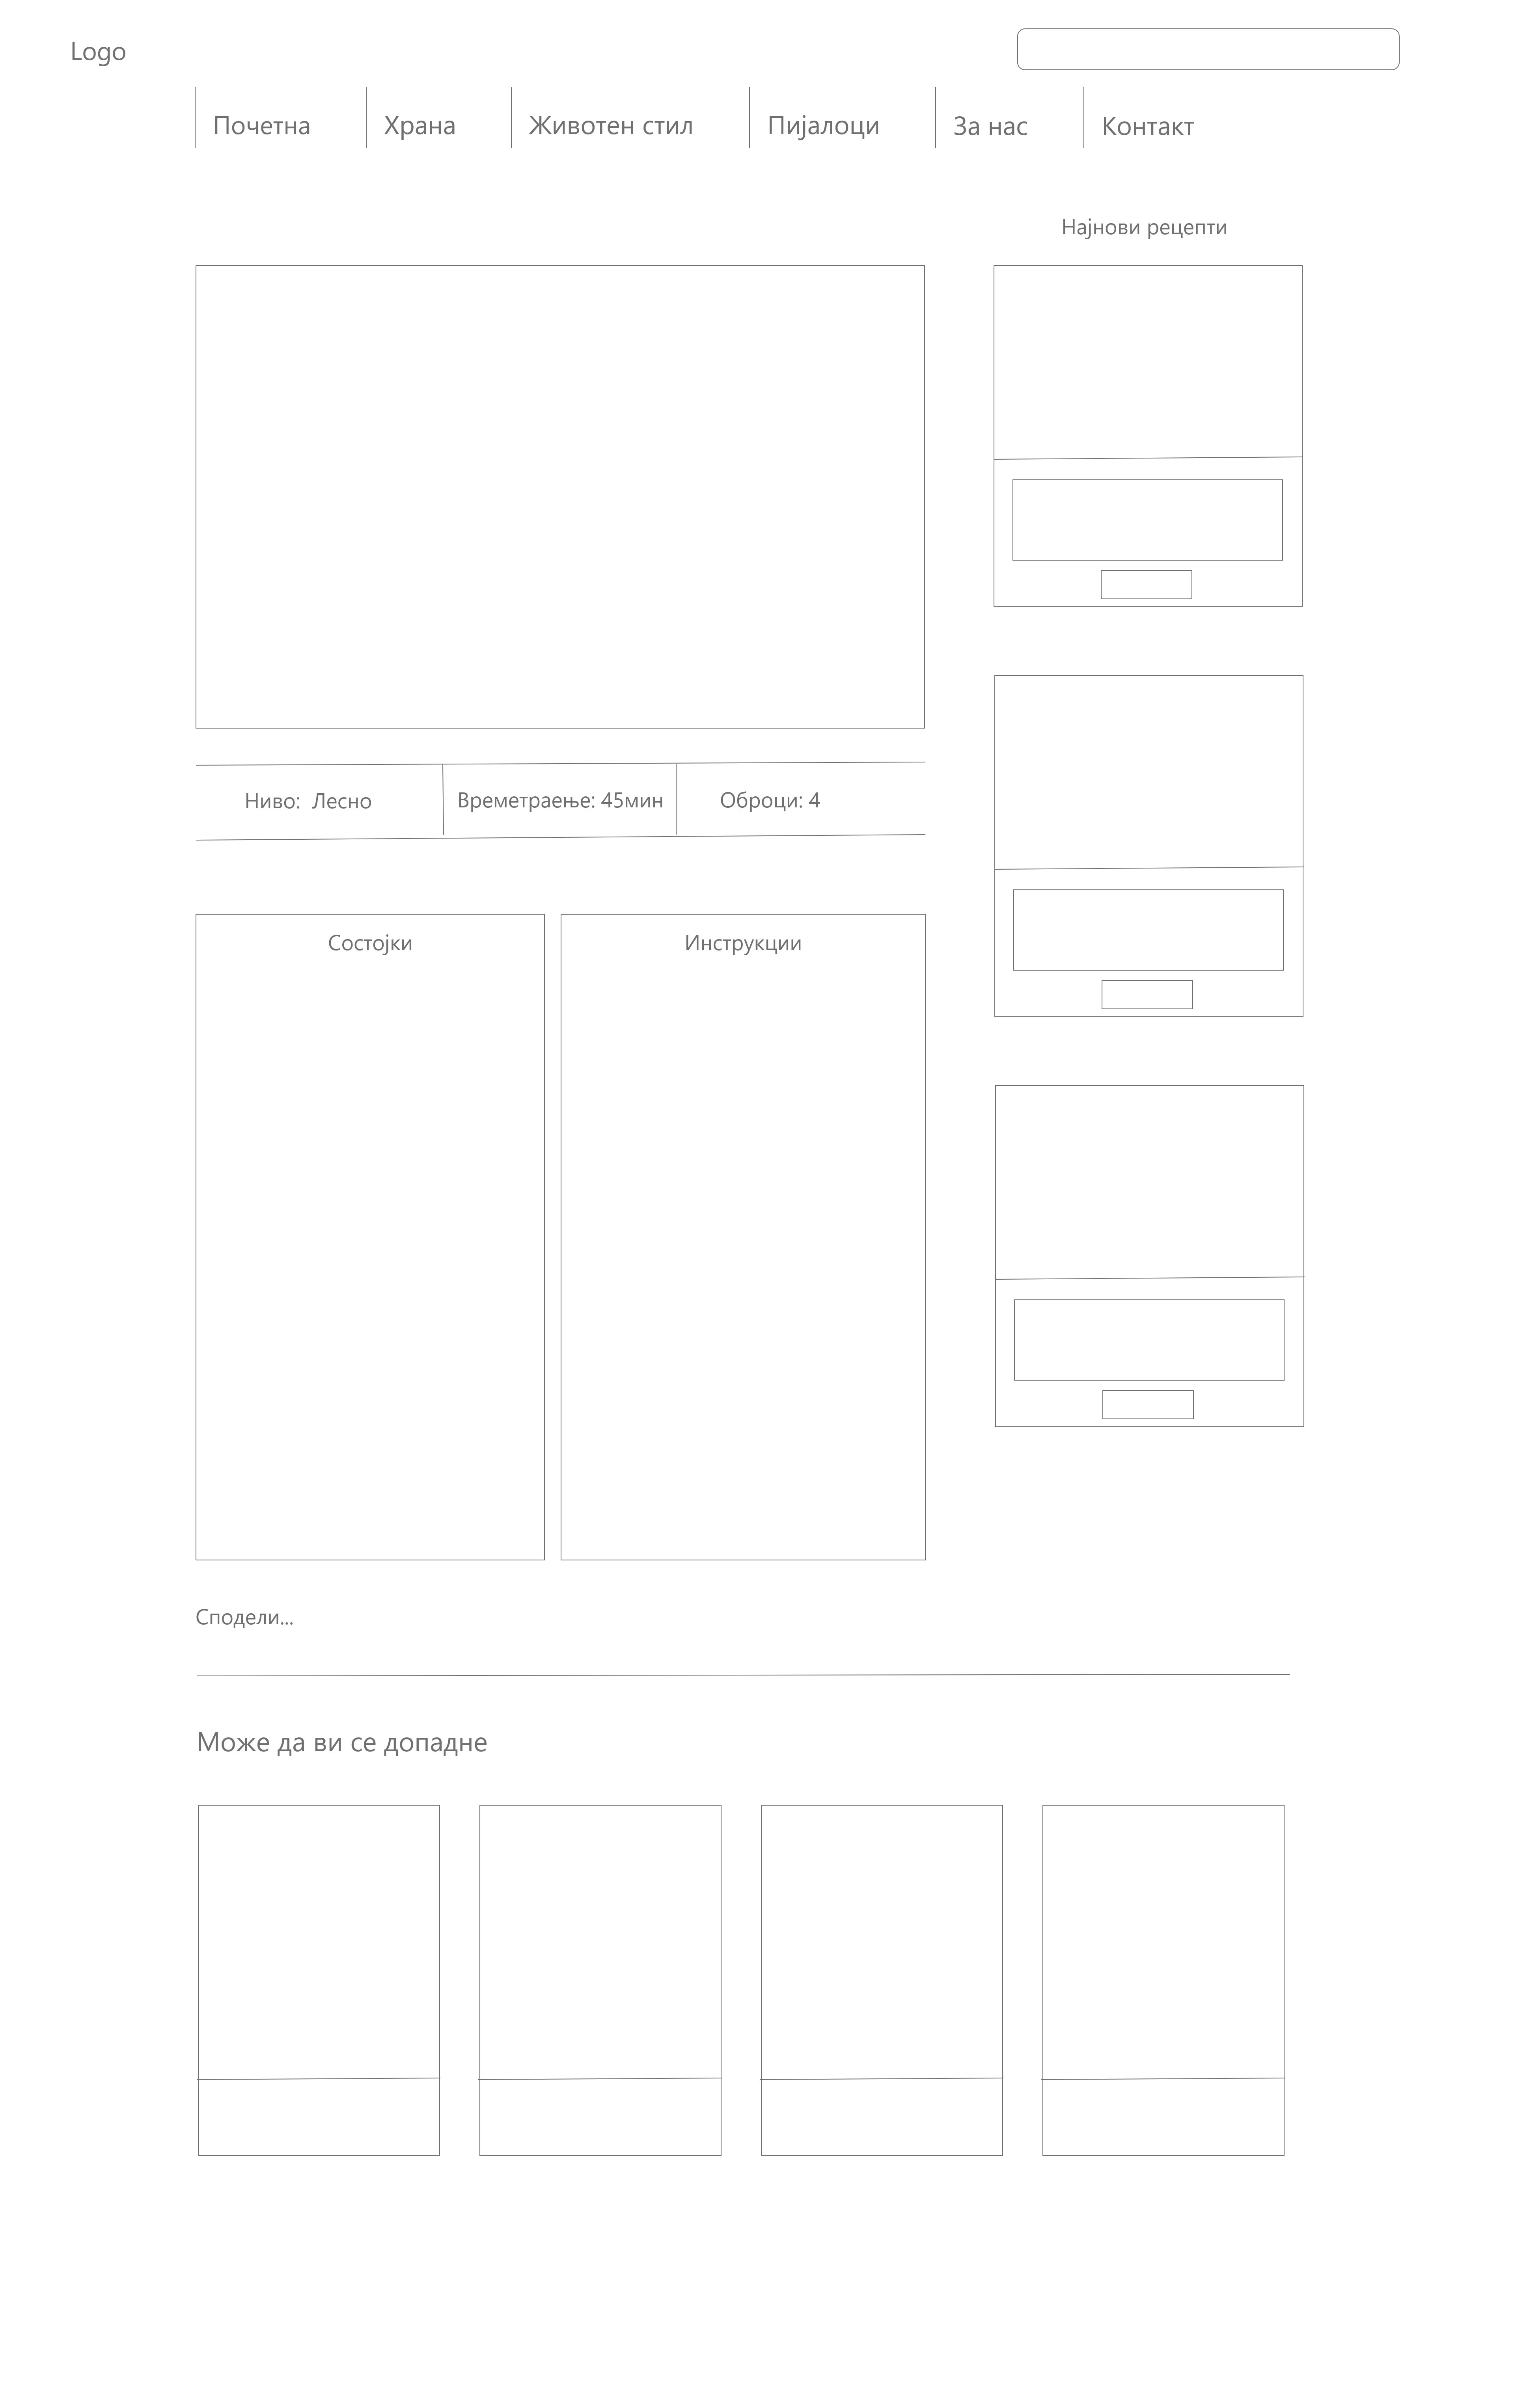 Logo
Почетна
Храна
Животен стил
Пијалоци
За нас
Контакт
Најнови рецепти
Ниво:  Лесно
Времетраење: 45мин
Оброци: 4
Состојки
Инструкции
Сподели...
Може да ви се допадне